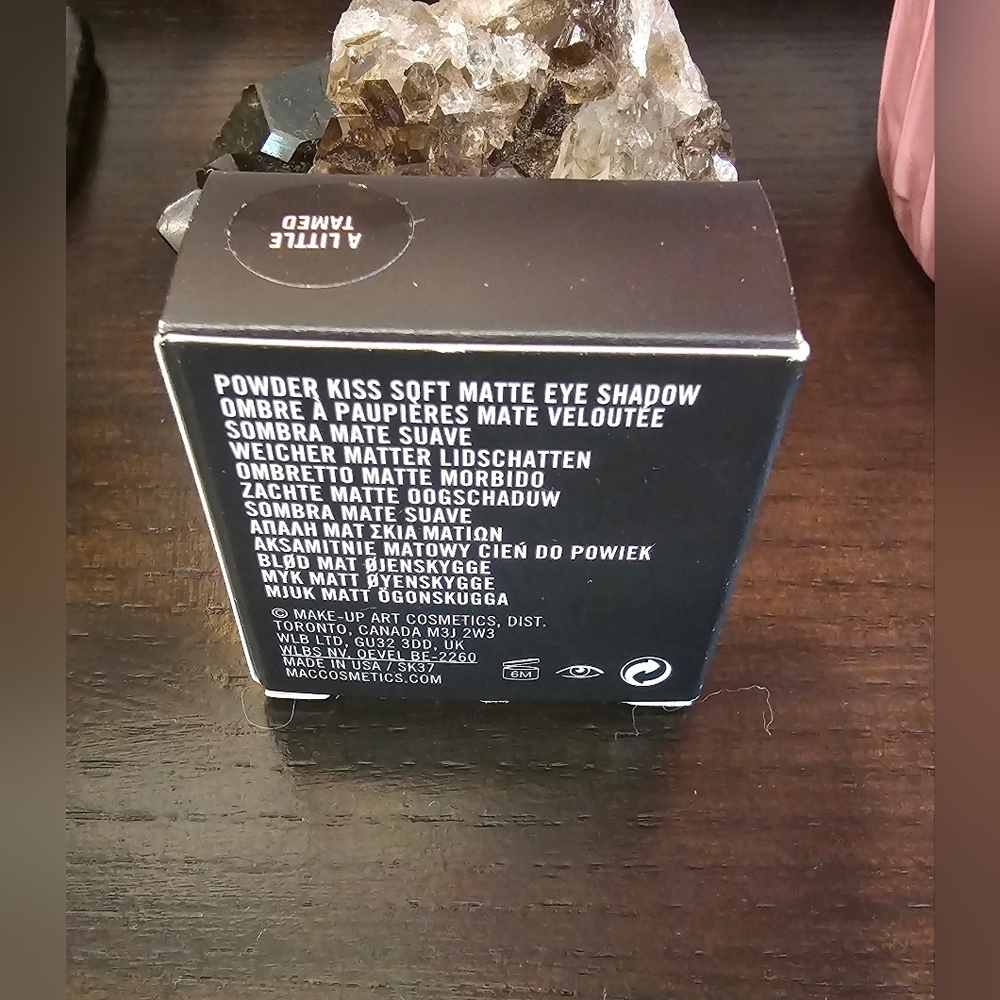 A LITTLE
TAMED
POWDER KISS SOFT MATTE EYE SHADOW
OMBRE À PAUPIÈRES MATE VELOUTÉE
SOMBRA MATE SUAVE
WEICHER MATTER LIDSCHATTEN
OMBRETTO MATTE MORBIDO
ZACHTE MATTE OOGSCHADUW
SOMBRA MATE SUAVE
ΑΠΑΛΗ ΜΑΤ ΣΚΙΑ ΜΑΤΙΩΝ
AKSAMITNIE MATOWY CIEŃ DO POWIEK
BLØD MAT ØJENSKYGGE
MYK MATT ØYENSKYGGE
MJUK MATT ÖGONSKUGGA
© MAKE-UP ART COSMETICS, DIST.
TORONTO, CANADA M3J 2W3
WLB LTD, GU32 3DD, UK
WLBS NV, OEVEL BE-2260
MADE IN USA / SK37
MACCOSMETICS.COM
6M